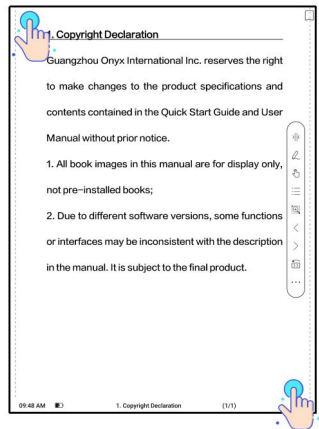 1. Copyright Declaration
Guangzhou Onyx International Inc. reserves the right
to make changes to the product specifications and
contents contained in the Quick Start Guide and User
Manual without prior notice.
1. All book images in this manual are for display only,
not pre-installed books;
2. Due to different software versions, some functions
or interfaces may be inconsistent with the description
in the manual. It is subject to the final product.
09:48 AM 1. Copyright Declaration (1/1)